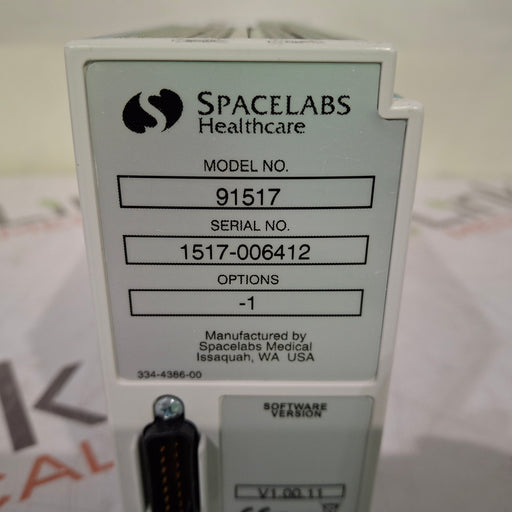 SPACELABS
Healthcare
MODEL NO.
91517
SERIAL NO.
1517-006412
OPTIONS
-1
Manufactured by
Spacelabs Medical
Issaquah, WA USA
334-4386-00
SOFTWARE
VERSION
V1.00.11
CE